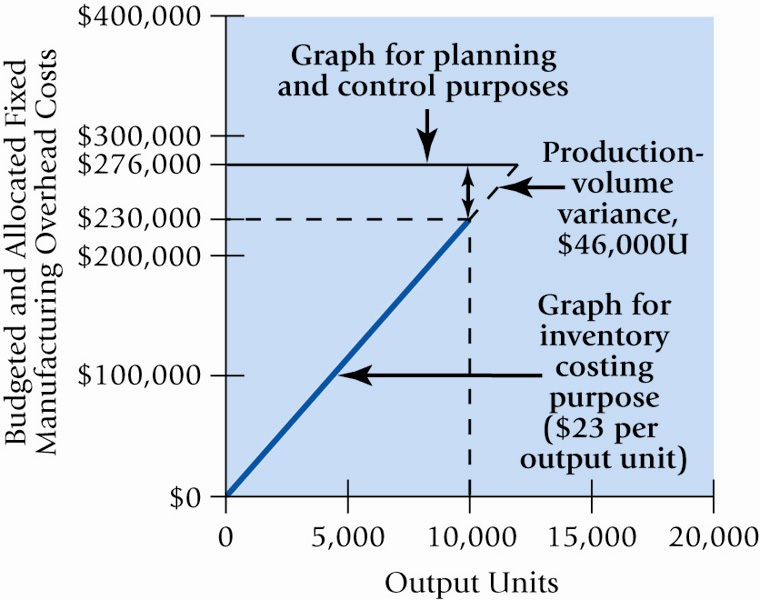 Budgeted and Allocated Fixed
Manufacturing Overhead Costs
$400,000
$300,000
$276,000
$230,000
$200,000
$100,000
$0
Graph for planning
and control purposes
Production-
volume
variance,
$46,000U
Graph for
inventory
costing
purpose
($23 per
output unit)
0
5,000
10,000
15,000
20,000
Output Units